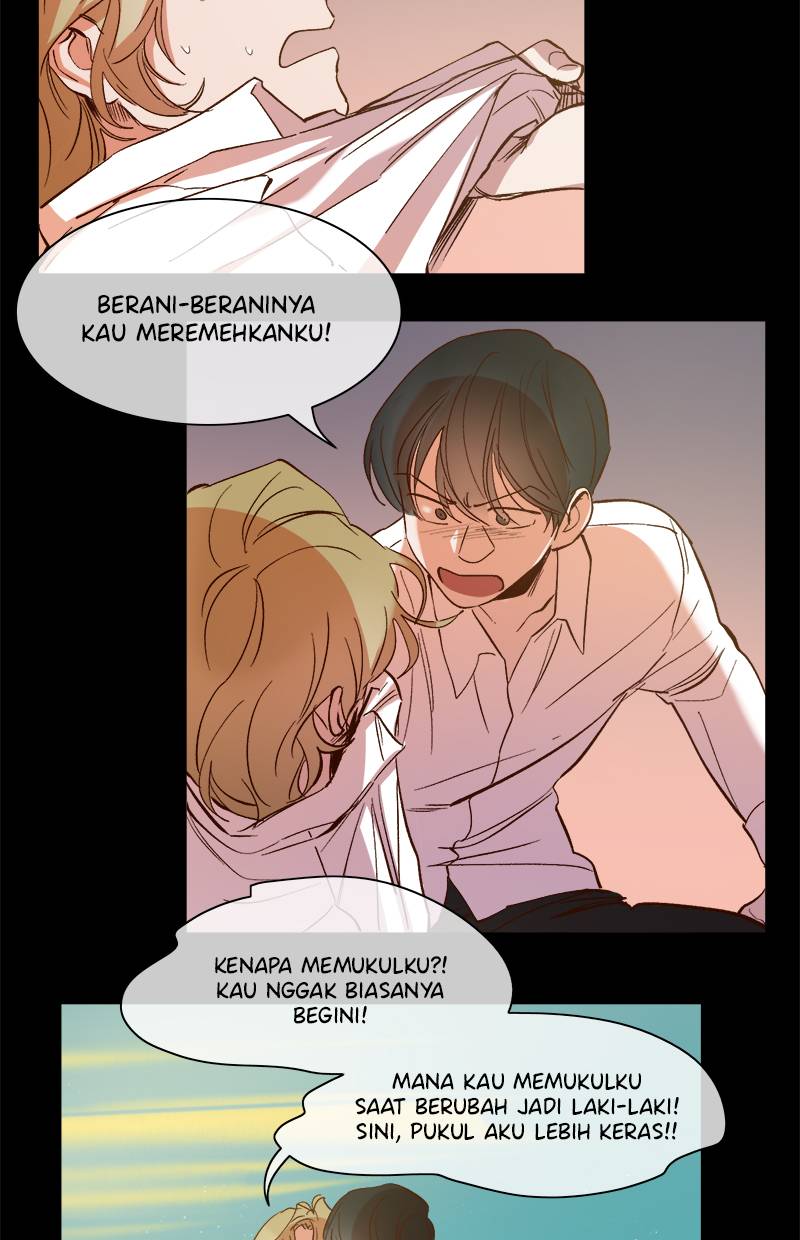 BERANI-BERANINYA
KAU MEREMEHKANKU!
KENAPA MEMUKULKU?!
KAU NGGAK BIASANYA
BEGINI!
MANA KAU MEMUKULKU
SAAT BERUBAH JADI LAKI-LAKI!
SINI, PUKUL AKU LEBIH KERAS!!